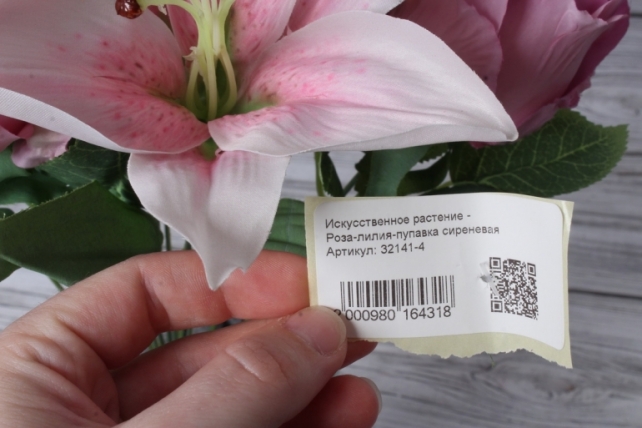 Искусственное растение -
Роза-лилия-пупавка сиреневая
Артикул: 32141-4
000980 164318